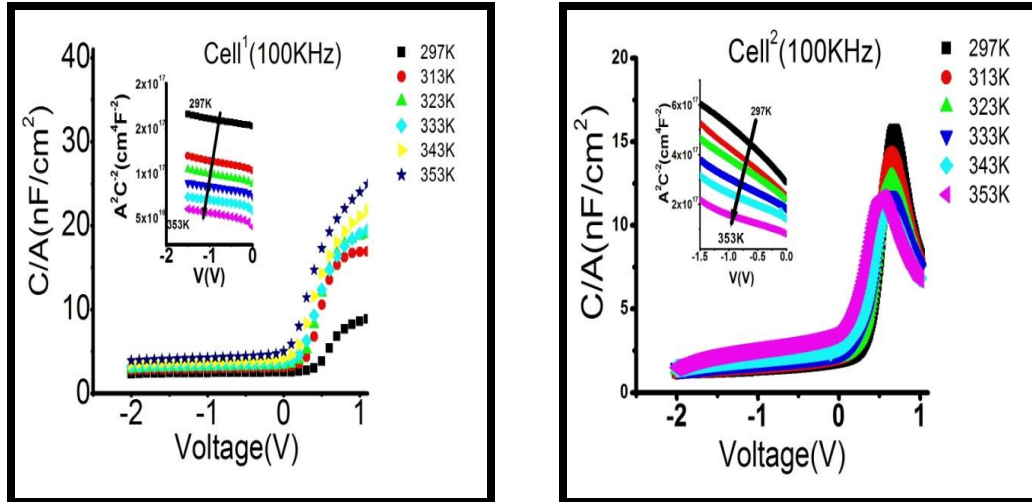 Cell¹(100KHz)
C/A(nF/cm²)
40
30
20
10
0
-2
-1
0
1
Voltage(V)
297K
313K
323K
333K
343K
353K
A²C⁻²(cm⁴F⁻²)
2x10¹⁷
2x10¹⁷
1x10¹⁷
5x10¹⁶
297K
353K
-2
-1
0
V(V)
Cell²(100KHz)
C/A(nF/cm²)
20
15
10
5
0
-2
-1
0
1
Voltage(V)
297K
313K
323K
333K
343K
353K
A²C⁻²(cm⁴F⁻²)
6x10¹⁷
4x10¹⁷
2x10¹⁷
297K
353K
-1.5
-1.0
-0.5
0.0
V(V)